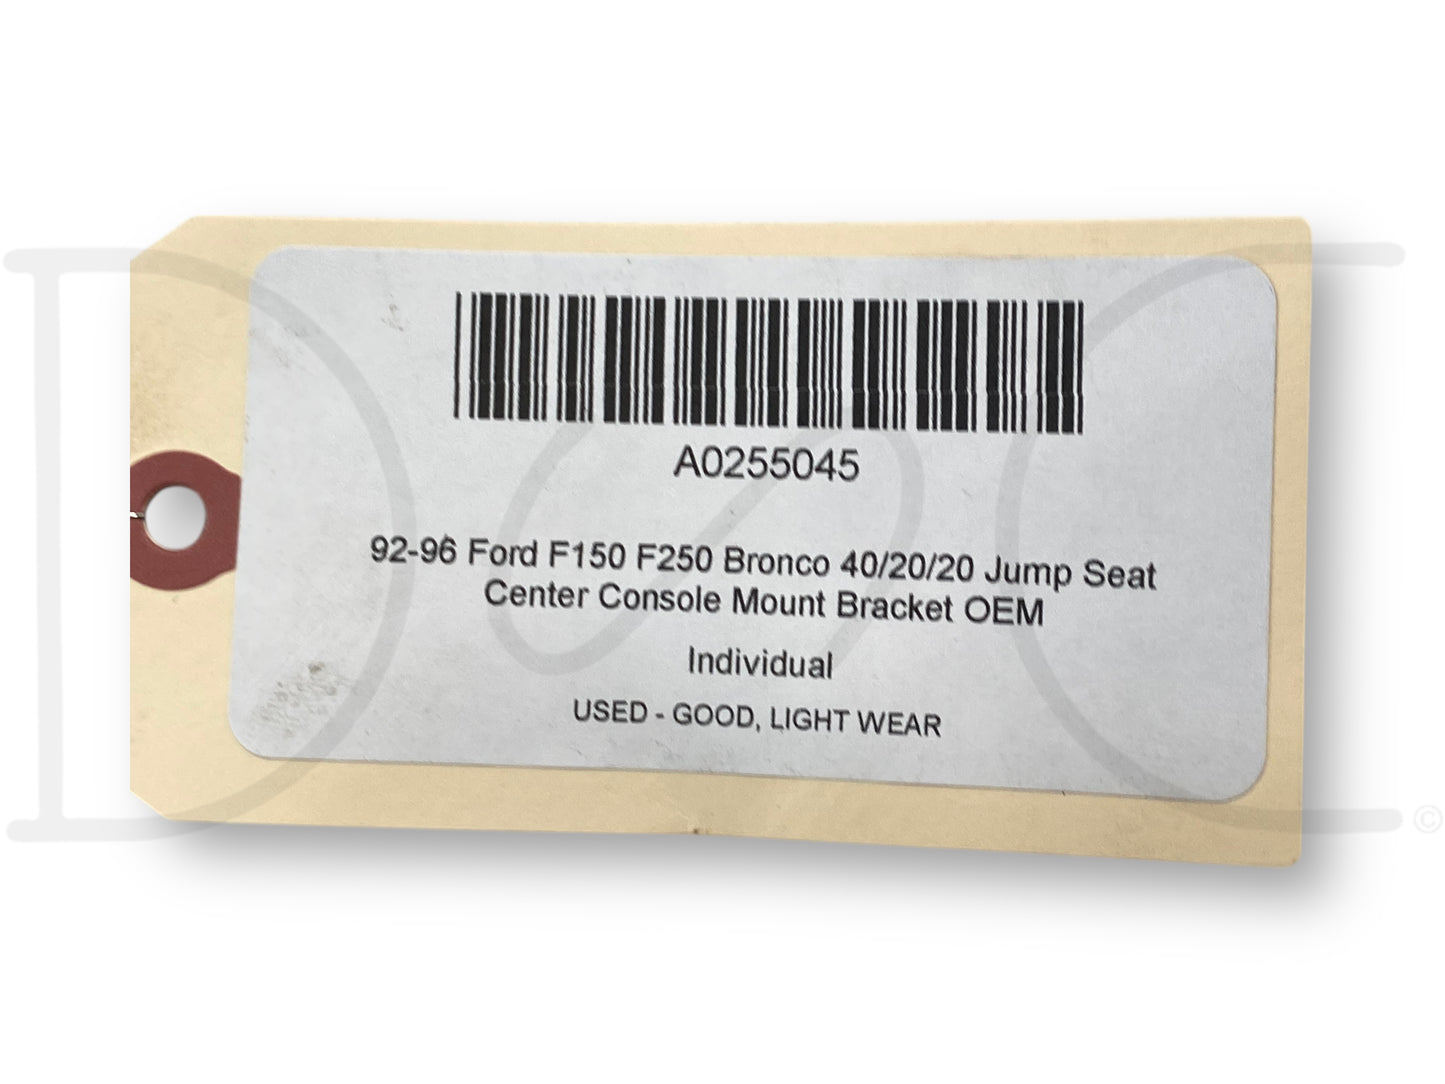 A0255045
92-96 Ford F150 F250 Bronco 40/20/20 Jump Seat
Center Console Mount Bracket OEM
Individual
USED - GOOD, LIGHT WEAR
©